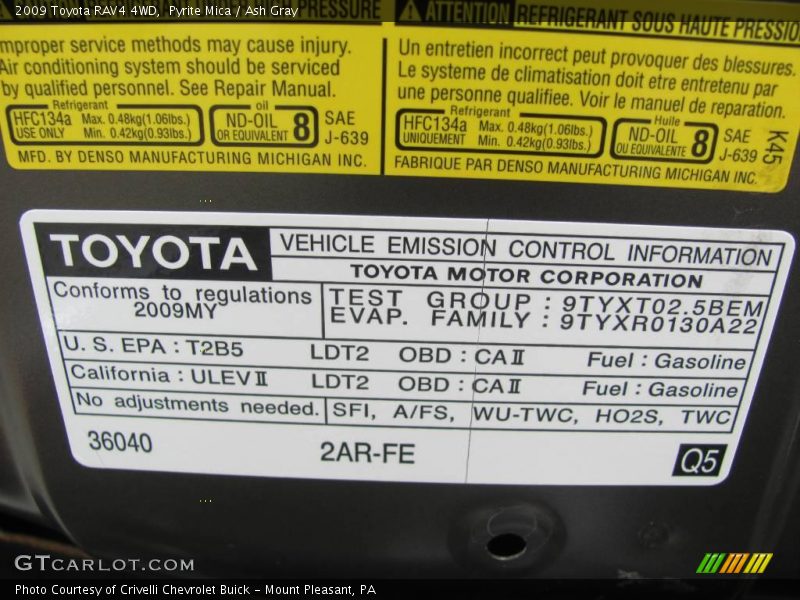 2009 Toyota RAV4 4WD, Pyrite Mica / Ash Gray
PRESSURE
ATTENTION REFRIGERANT SOUS HAUTE PRESSION
mproper service methods may cause injury.
Air conditioning system should be serviced
by qualified personnel. See Repair Manual.
Refrigerant
HFC134a Max. 0.48kg(1.06lbs.)
USE ONLY Min. 0.42kg(0.93lbs.)
oil
ND-OIL 8
OR EQUIVALENT
SAE
J-639
MFD. BY DENSO MANUFACTURING MICHIGAN INC.
Un entretien incorrect peut provoquer des blessures.
Le systeme de climatisation doit etre entretenu par
une personne qualifiee. Voir le manuel de reparation.
Refrigerant
HFC134a Max. 0.48kg(1.06lbs.)
UNIQUEMENT Min. 0.42kg(0.93lbs.)
Huile
ND-OIL 8
OU EQUIVALENTE
SAE
J-639
K45
FABRIQUE PAR DENSO MANUFACTURING MICHIGAN INC.
TOYOTA
VEHICLE EMISSION CONTROL INFORMATION
TOYOTA MOTOR CORPORATION
Conforms to regulations
2009MY
TEST GROUP : 9TYXT02.5BEM
EVAP. FAMILY : 9TYXR0130A22
U. S. EPA : T2B5 LDT2 OBD : CAⅡ Fuel : Gasoline
California : ULEVⅡ LDT2 OBD : CAⅡ Fuel : Gasoline
No adjustments needed. SFI, A/FS, WU-TWC, HO2S, TWC
36040 2AR-FE Q5
GTCARLOT.COM
Photo Courtesy of Crivelli Chevrolet Buick - Mount Pleasant, PA